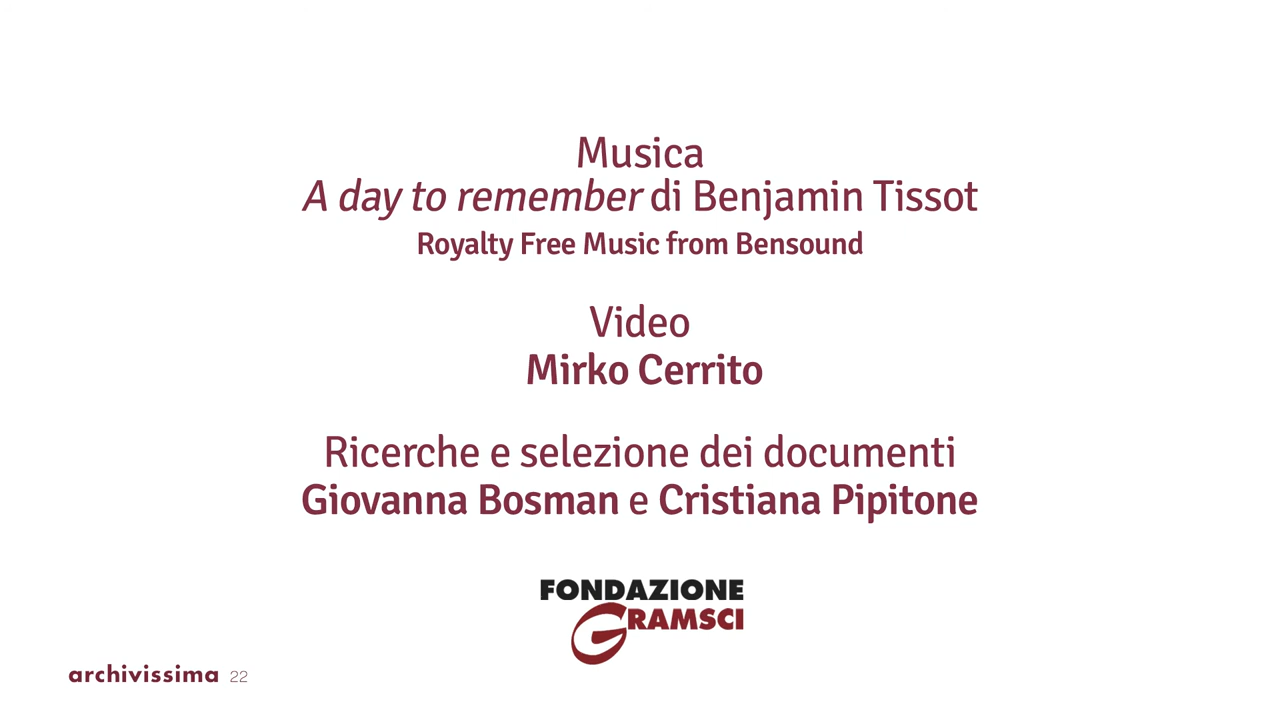 Musica
A day to remember di Benjamin Tissot
Royalty Free Music from Bensound
Video
Mirko Cerrito
Ricerche e selezione dei documenti
Giovanna Bosman e Cristiana Pipitone
FONDAZIONE
GRAMSCI
archivissima 22